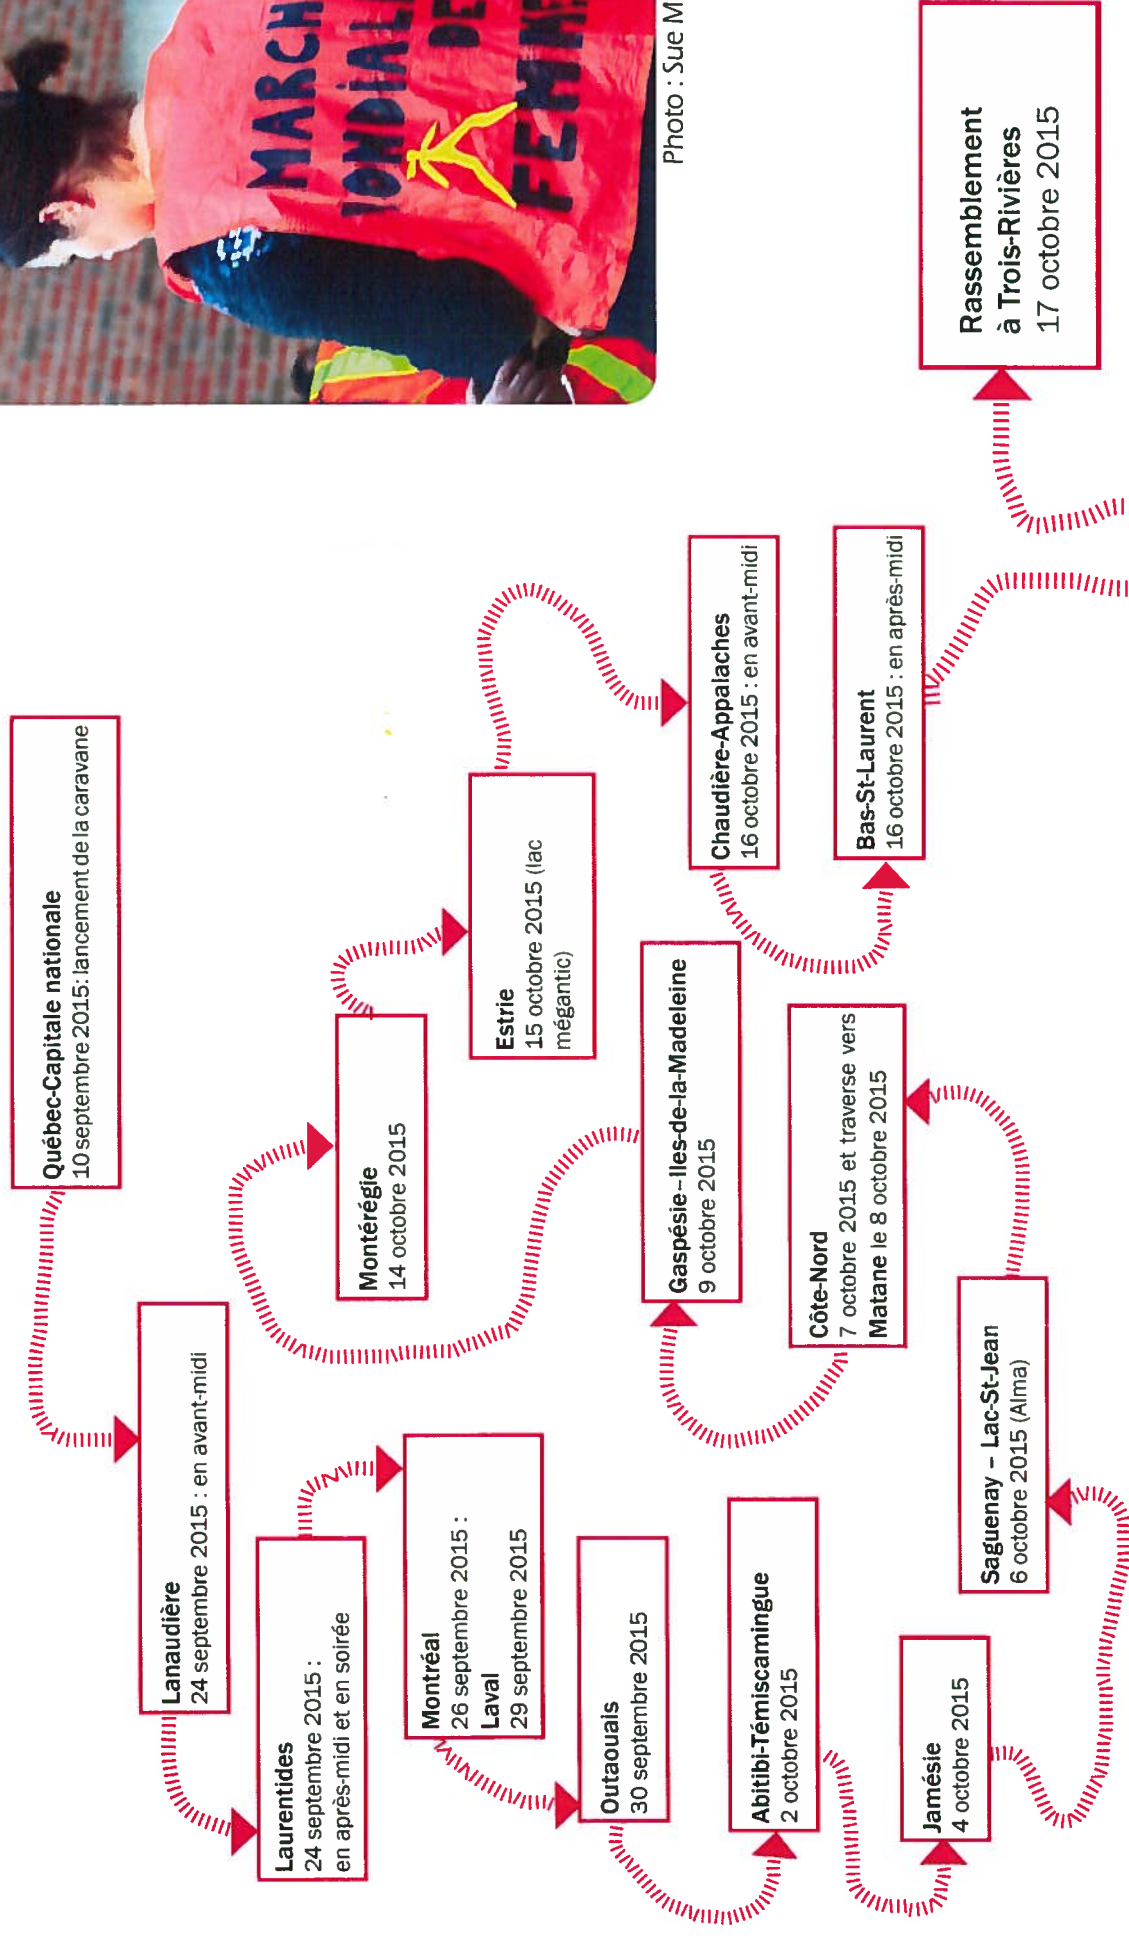 MARCH
ONDIAL
DE
FEMME
Photo : Sue M
Québec-Capitale nationale
10 septembre 2015: lancement de la caravane
Lanaudière
24 septembre 2015 : en avant-midi
Laurentides
24 septembre 2015 :
en après-midi et en soirée
Montréal
26 septembre 2015 :
Laval
29 septembre 2015
Outaouais
30 septembre 2015
Abitibi-Témiscamingue
2 octobre 2015
Jamésie
4 octobre 2015
Saguenay – Lac-St-Jean
6 octobre 2015 (Alma)
Côte-Nord
7 octobre 2015 et traverse vers
Matane le 8 octobre 2015
Gaspésie--Iles-de-la-Madeleine
9 octobre 2015
Montérégie
14 octobre 2015
Estrie
15 octobre 2015 (lac
mégantic)
Chaudière-Appalaches
16 octobre 2015 : en avant-midi
Bas-St-Laurent
16 octobre 2015 : en après-midi
Rassemblement
à Trois-Rivières
17 octobre 2015